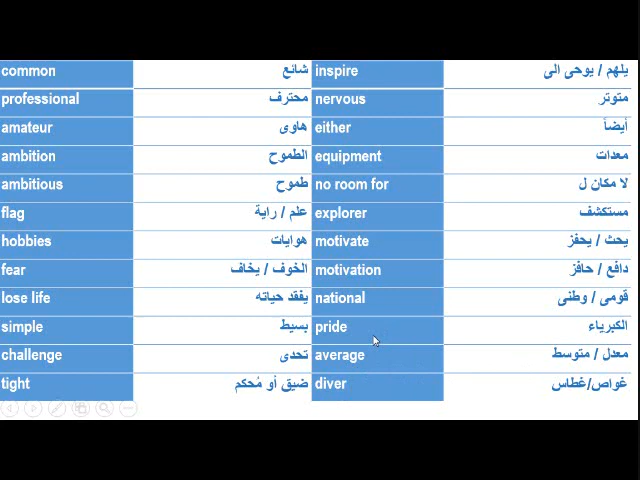 common شائع inspire يلهم / يوحى الى
professional محترف nervous متوتر
amateur هاوى either أيضاً
ambition الطموح equipment معدات
ambitious طموح no room for لا مكان ل
flag علم / راية explorer مستكشف
hobbies هوايات motivate يحث / يحفز
fear الخوف / يخاف motivation دافع / حافز
lose life يفقد حياته national قومى / وطنى
simple بسيط pride الكبرياء
challenge تحدى average معدل / متوسط
tight ضيق أو مُحكم diver غواص/غطاس